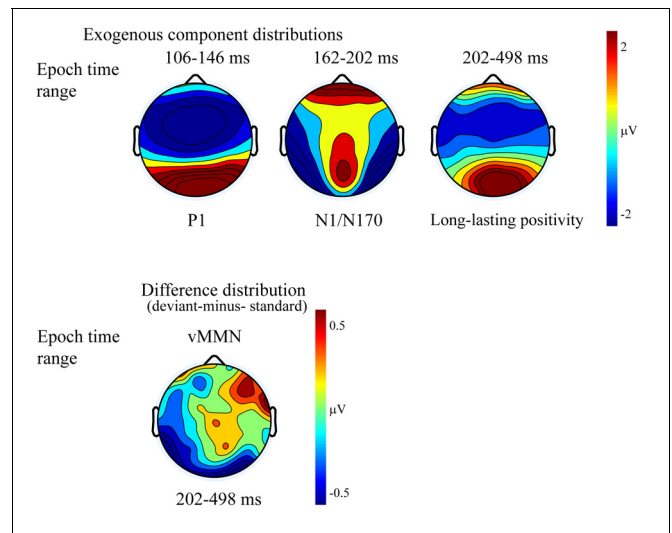 Exogenous component distributions
Epoch time
range
106-146 ms
162-202 ms
202-498 ms
2
μV
-2
P1
N1/N170
Long-lasting positivity
Difference distribution
(deviant-minus- standard)
Epoch time
range
vMMN
0.5
μV
-0.5
202-498 ms